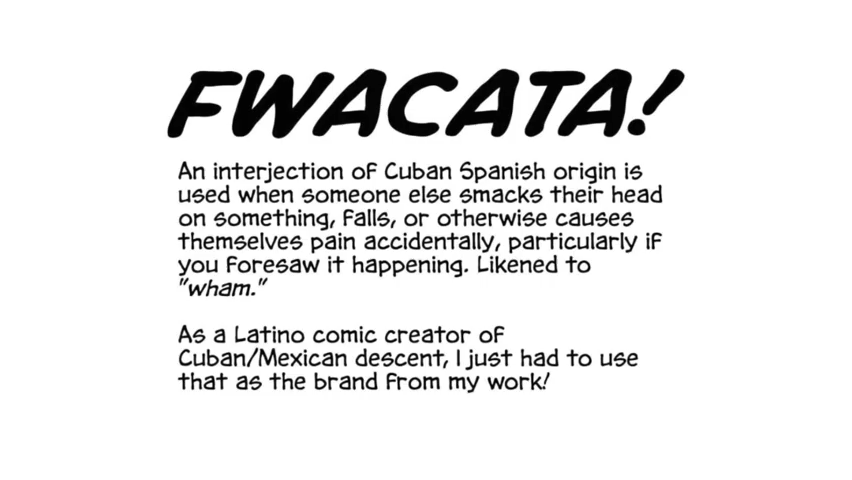 FWACATA!
An interjection of Cuban Spanish origin is
used when someone else smacks their head
on something, falls, or otherwise causes
themselves pain accidentally, particularly if
you foresaw it happening. Likened to
"wham."
As a Latino comic creator of
Cuban/Mexican descent, I just had to use
that as the brand from my work!